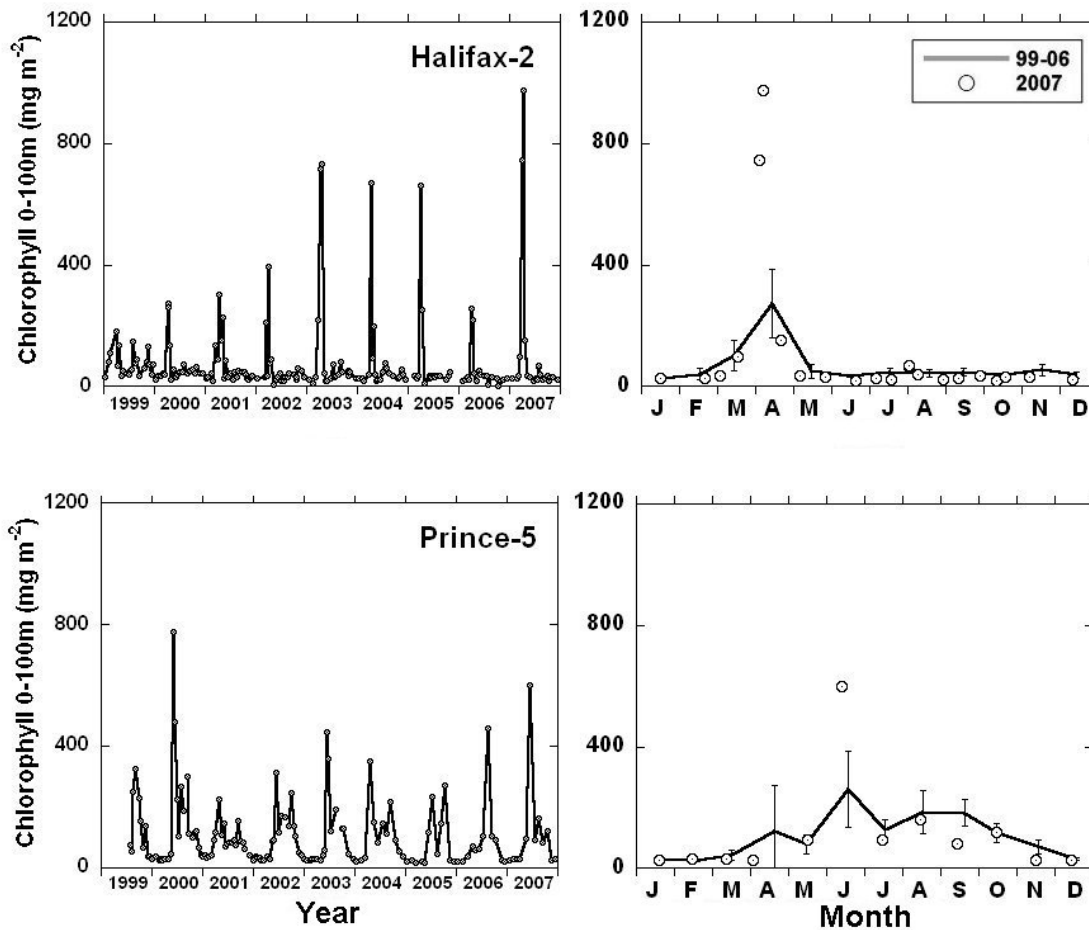 1200
800
400
0
Chlorophyll 0-100m (mg m-2)
Halifax-2
1999 2000 2001 2002 2003 2004 2005 2006 2007
1200
800
400
0
99-06
2007
J F M A M J J A S O N D
1200
800
400
0
Chlorophyll 0-100m (mg m-2)
Prince-5
1999 2000 2001 2002 2003 2004 2005 2006 2007
Year
1200
800
400
0
J F M A M J J A S O N D
Month